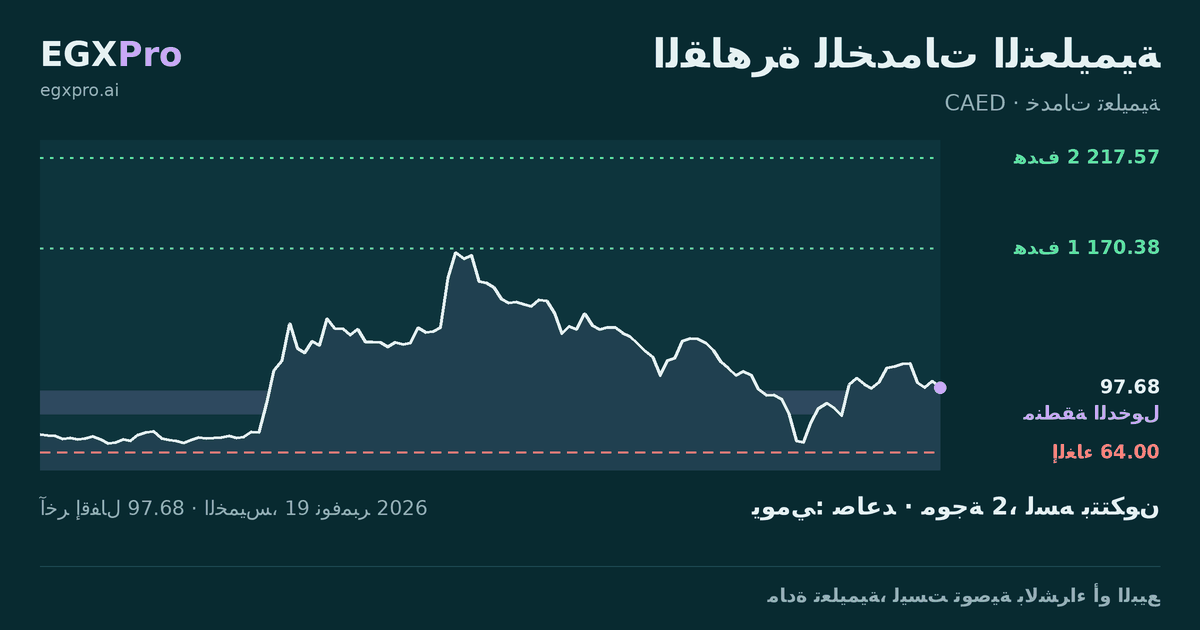 EGXPro
egxpro.ai
القاهرة للخدمات التعليمية
CAED · خدمات تعليمية
هدف 2 217.57
هدف 1 170.38
97.68
منطقة الدخول
إلغاء 64.00
يومي: صاعد · موجة 2، لسه بتتكون
آخر إقفال 97.68 · الخميس، 19 نوفمبر 2026
مادة تعليمية، ليست توصية بالشراء أو البيع